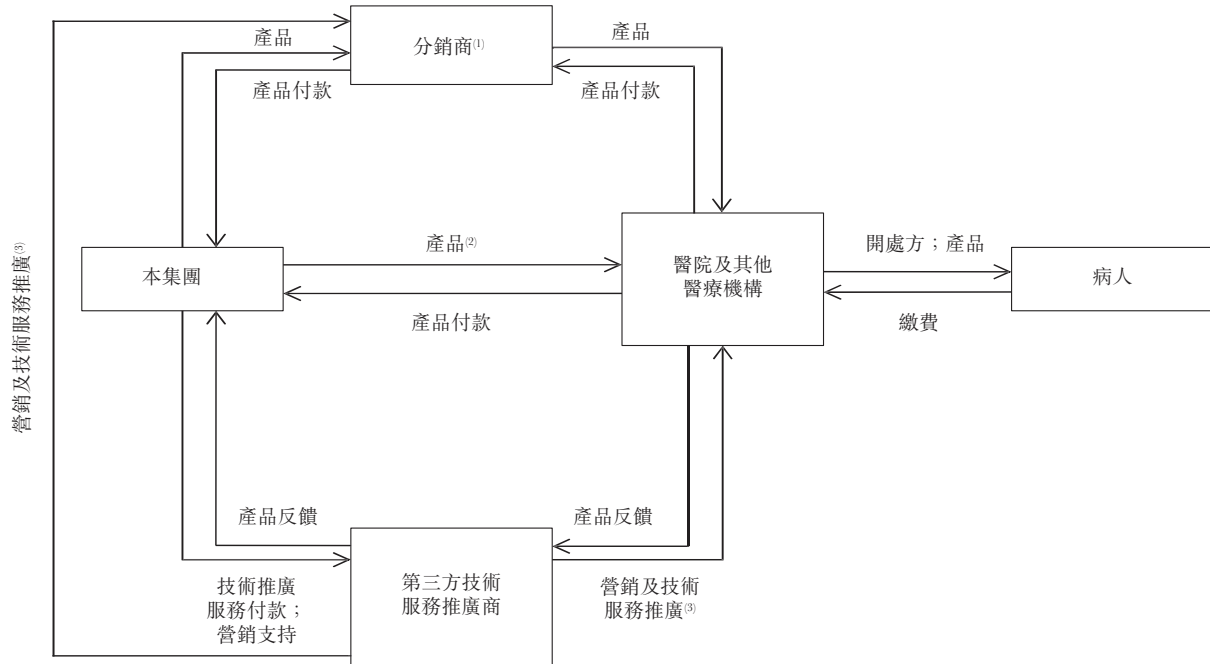 產品
分銷商⁽¹⁾
產品
產品付款
產品付款
營銷及技術服務推廣⁽³⁾
本集團
產品⁽²⁾
產品付款
醫院及其他
醫療機構
開處方；產品
繳費
病人
產品反饋
產品反饋
技術推廣
服務付款；
營銷支持
第三方技術
服務推廣商
營銷及技術
服務推廣⁽³⁾